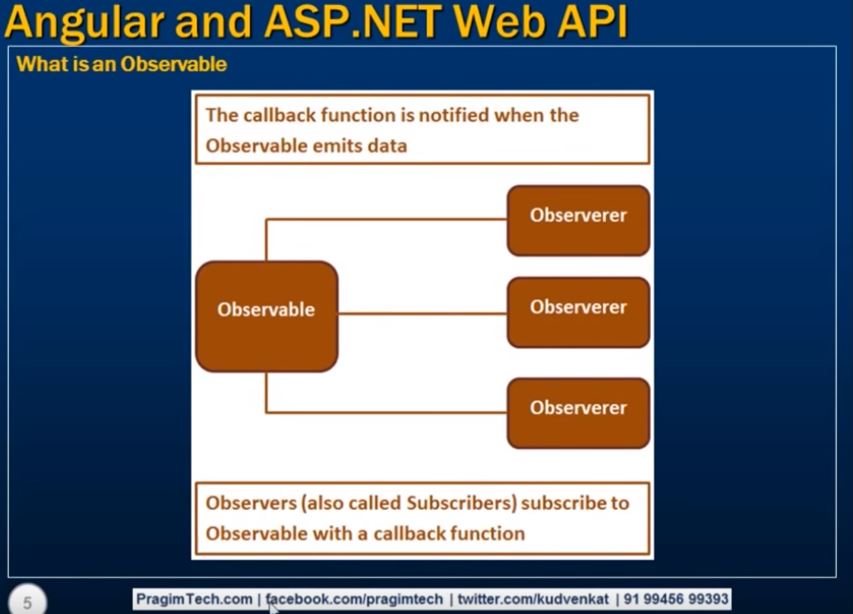 Angular and ASP.NET Web API
What is an Observable
The callback function is notified when the
Observable emits data
Observerer
Observable
Observerer
Observerer
Observers (also called Subscribers) subscribe to
Observable with a callback function
5
PragimTech.com | facebook.com/pragimtech | twitter.com/kudvenkat | 91 99456 99393